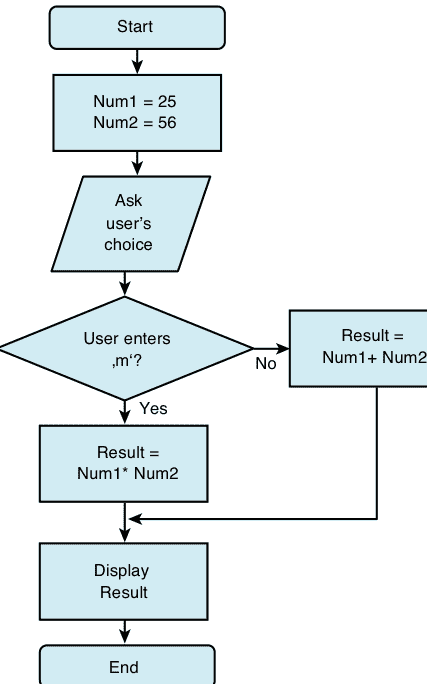 Start
Num1 = 25
Num2 = 56
Ask
user’s
choice
User enters
‚m‘?
No
Result =
Num1+ Num2
Yes
Result =
Num1* Num2
Display
Result
End